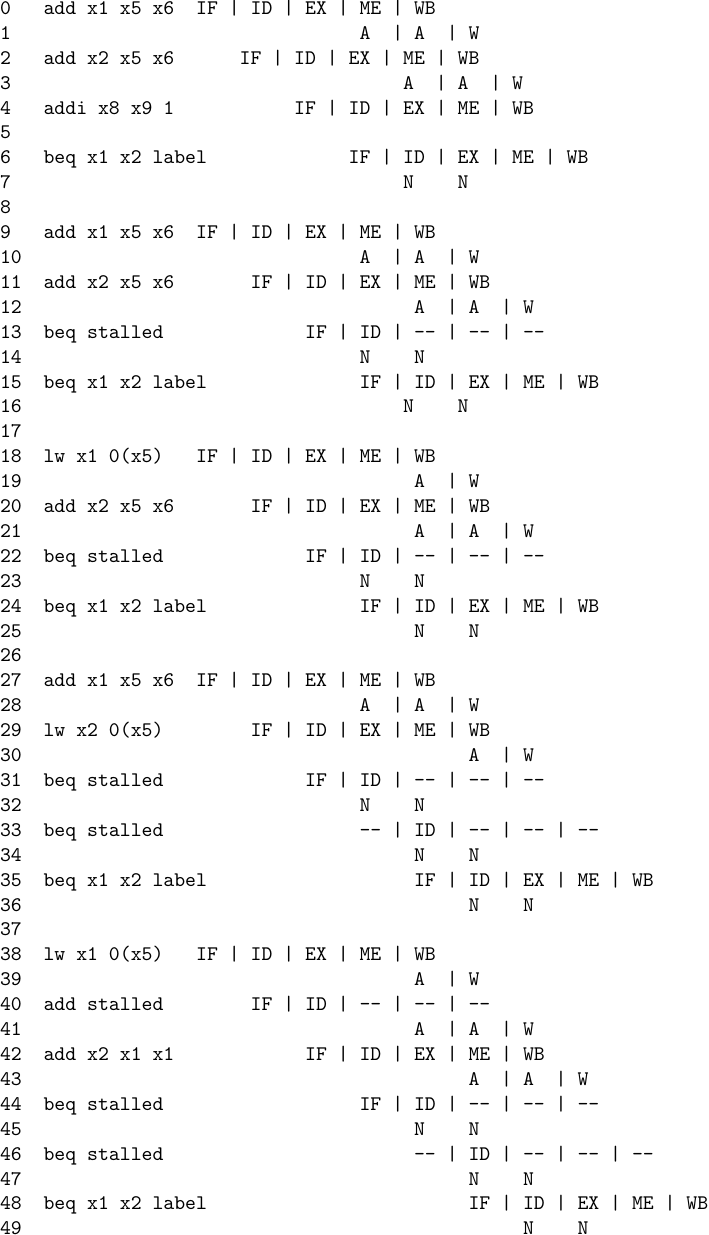 0   add x1 x5 x6  IF | ID | EX | ME | WB
1                                A  | A  | W
2   add x2 x5 x6      IF | ID | EX | ME | WB
3                                    A  | A  | W
4   addi x8 x9 1           IF | ID | EX | ME | WB
5
6   beq x1 x2 label             IF | ID | EX | ME | WB
7                                    N    N
8
9   add x1 x5 x6  IF | ID | EX | ME | WB
10                               A  | A  | W
11  add x2 x5 x6       IF | ID | EX | ME | WB
12                                    A  | A  | W
13  beq stalled             IF | ID | -- | -- | --
14                               N    N
15  beq x1 x2 label              IF | ID | EX | ME | WB
16                                   N    N
17
18  lw x1 0(x5)   IF | ID | EX | ME | WB
19                                    A  | W
20  add x2 x5 x6       IF | ID | EX | ME | WB
21                                    A  | A  | W
22  beq stalled             IF | ID | -- | -- | --
23                               N    N
24  beq x1 x2 label              IF | ID | EX | ME | WB
25                                    N    N
26
27  add x1 x5 x6  IF | ID | EX | ME | WB
28                               A  | A  | W
29  lw x2 0(x5)        IF | ID | EX | ME | WB
30                                         A  | W
31  beq stalled             IF | ID | -- | -- | --
32                               N    N
33  beq stalled                  -- | ID | -- | -- | --
34                                    N    N
35  beq x1 x2 label                   IF | ID | EX | ME | WB
36                                         N    N
37
38  lw x1 0(x5)   IF | ID | EX | ME | WB
39                                    A  | W
40  add stalled        IF | ID | -- | -- | --
41                                    A  | A  | W
42  add x2 x1 x1            IF | ID | EX | ME | WB
43                                         A  | A  | W
44  beq stalled                  IF | ID | -- | -- | --
45                                    N    N
46  beq stalled                       -- | ID | -- | -- | --
47                                         N    N
48  beq x1 x2 label                        IF | ID | EX | ME | WB
49                                              N    N